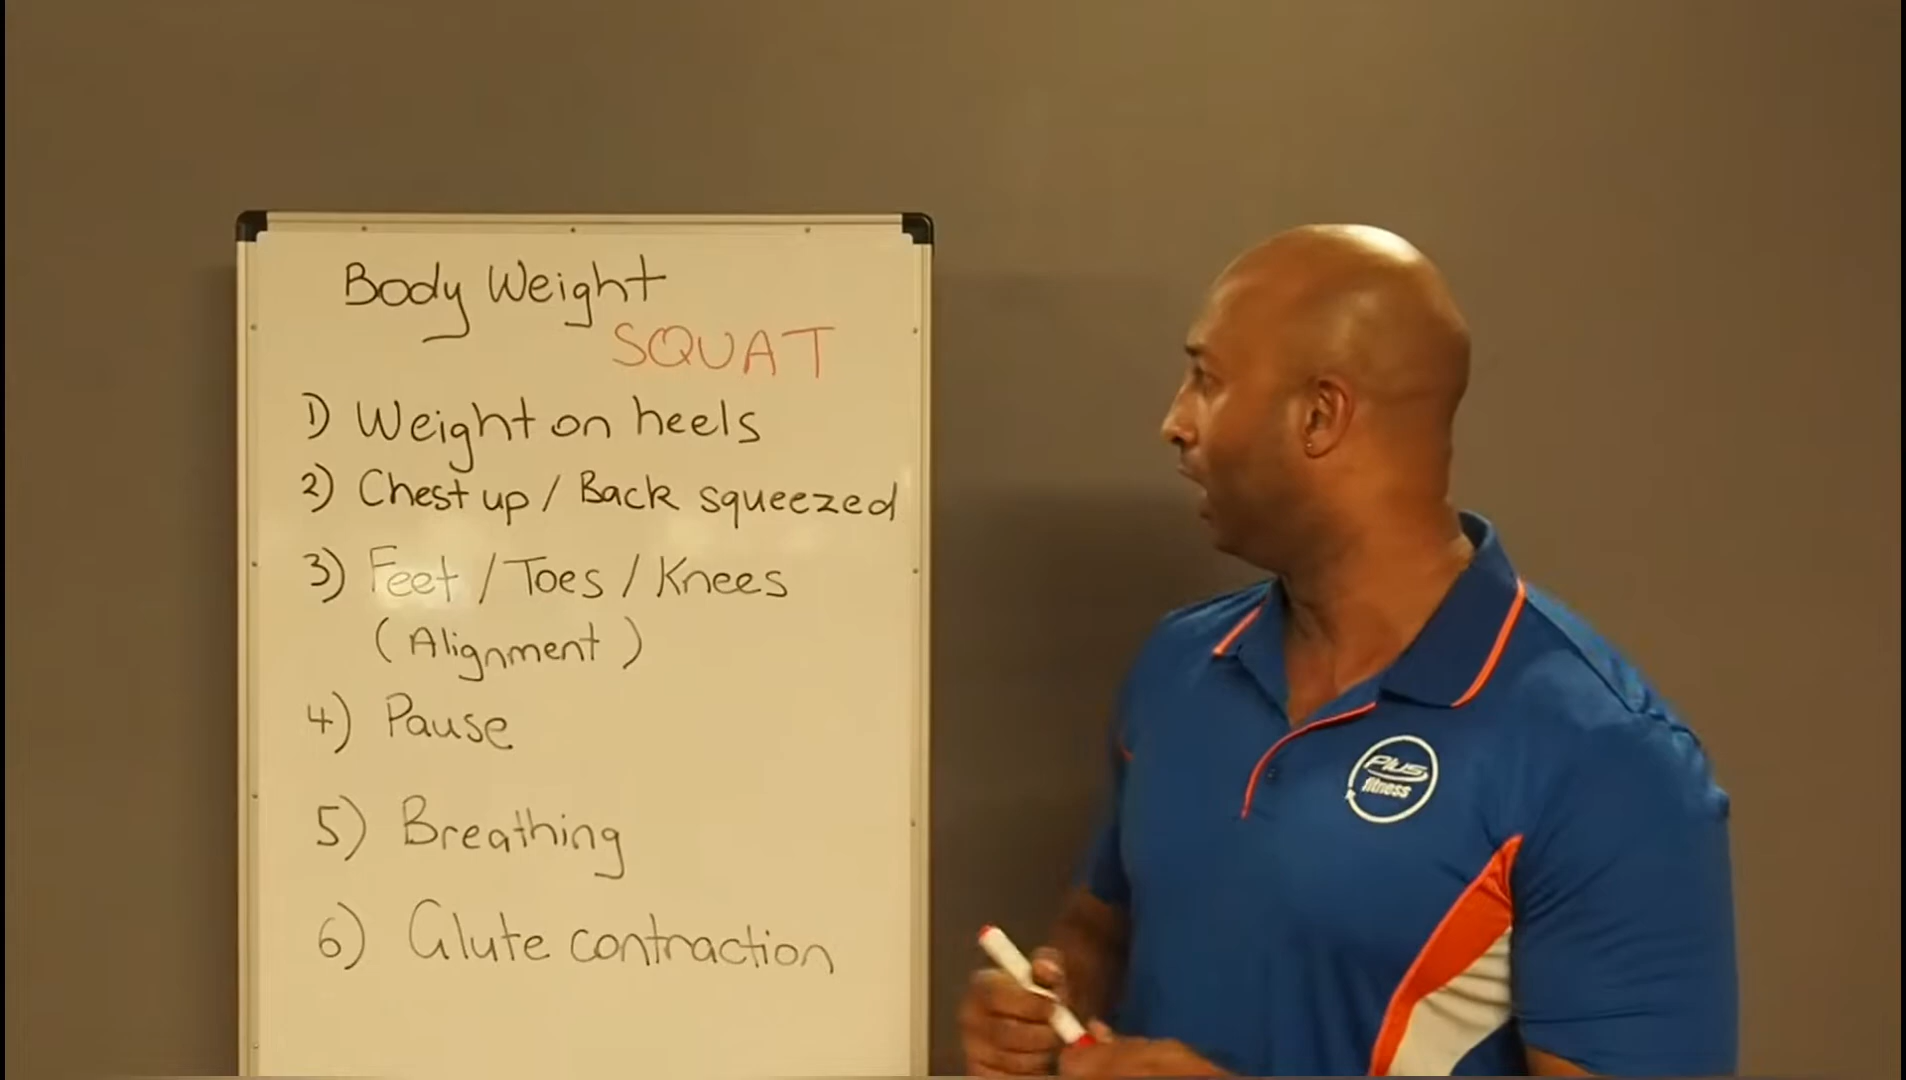 Body Weight
SQUAT
1) Weight on heels
2) Chest up / Back squeezed
3) Feet / Toes / Knees
(Alignment)
4) Pause
5) Breathing
6) Glute contraction
Plus
fitness